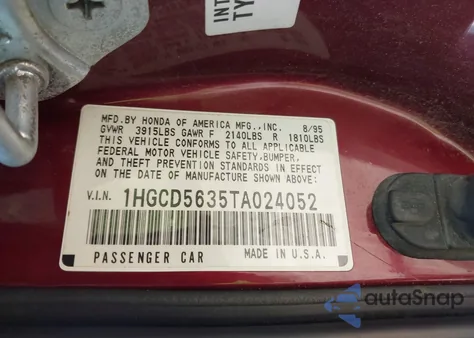 INT
TY
MFD.BY HONDA OF AMERICA MFG.,INC. 8/95
GVWR 3915LBS GAWR F 2140LBS R 1810LBS
THIS VEHICLE CONFORMS TO ALL APPLICABLE
FEDERAL MOTOR VEHICLE SAFETY,BUMPER,
AND THEFT PREVENTION STANDARDS IN EFFECT
ON THE DATE OF MANUFACTURE SHOWN ABOVE:
V.I.N. 1HGCD5635TA024052
PASSENGER CAR MADE IN U.S.A.
autoSnap